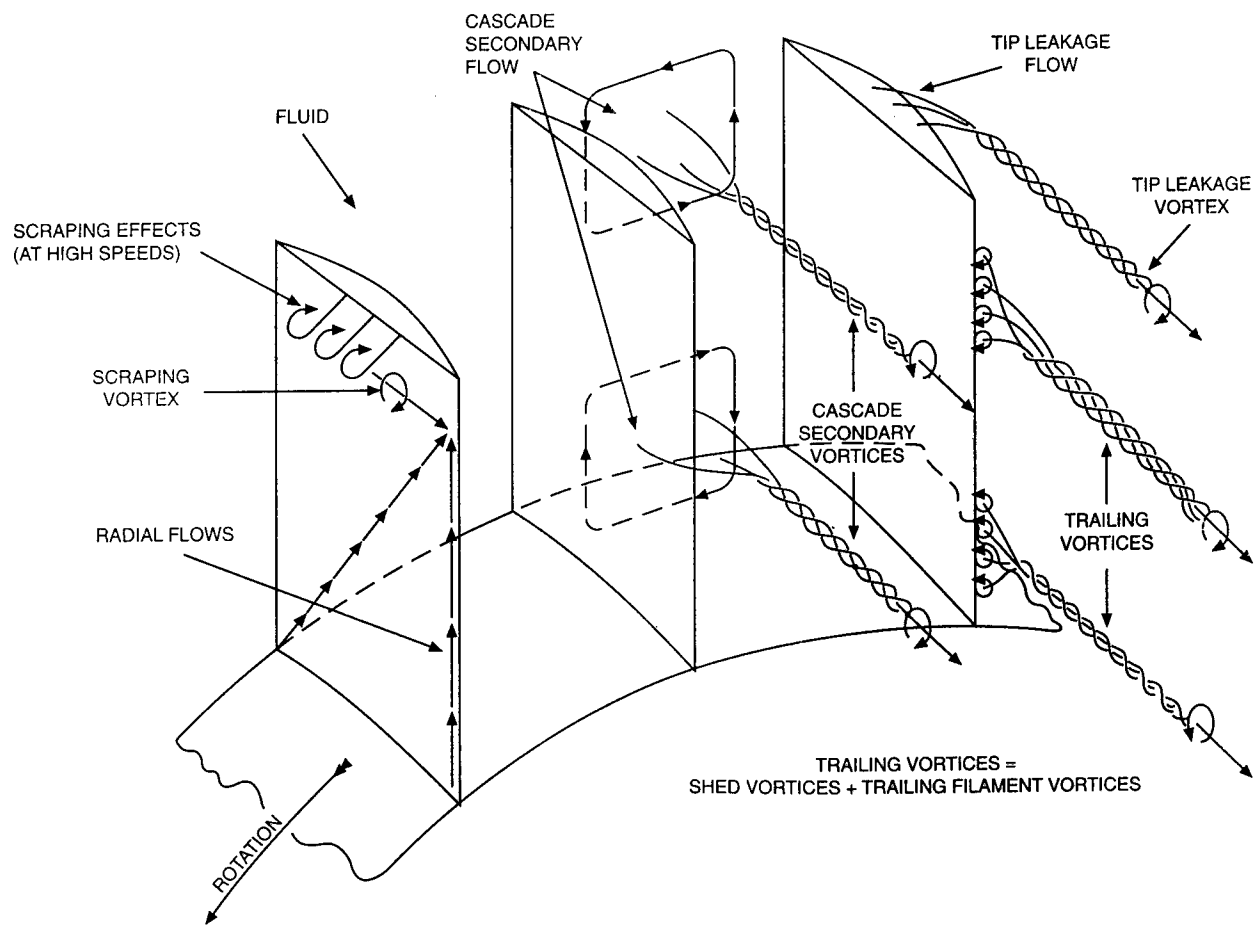 CASCADE
SECONDARY
FLOW
TIP LEAKAGE
FLOW
FLUID
TIP LEAKAGE
VORTEX
SCRAPING EFFECTS
(AT HIGH SPEEDS)
SCRAPING
VORTEX
CASCADE
SECONDARY
VORTICES
RADIAL FLOWS
TRAILING
VORTICES
TRAILING VORTICES =
SHED VORTICES + TRAILING FILAMENT VORTICES
ROTATION